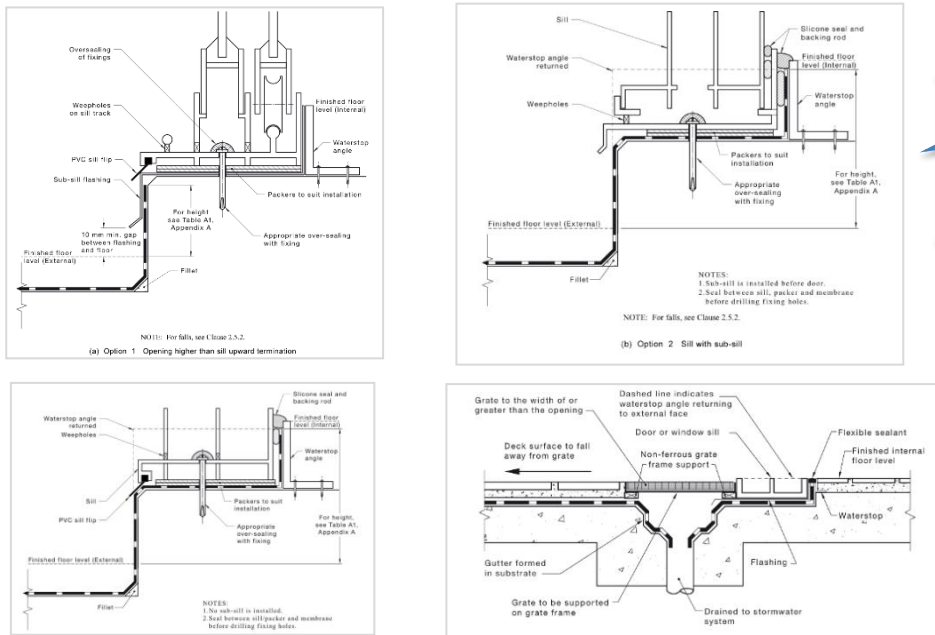 Oversealing
of fixings
Weepholes
on sill track
PVC sill flip
Sub-sill flashing
10 mm min. gap
between flashing
and floor
Finished floor
level (External)
For height
see Table A1,
Appendix A
Fillet
Finished floor
level (Internal)
Waterstop
angle
Packers to suit installation
Appropriate over-sealing
with fixing
NOTE: For falls, see Clause 2.5.2.
(a) Option 1 Opening higher than sill upward termination
Sill
Waterstop angle
returned
Weepholes
Silicone seal and
backing rod
Finished floor
level (Internal)
Waterstop
angle
Packers to suit
installation
Appropriate
over-sealing
with fixing
For height,
see Table A1,
Appendix A
Finished floor level (External)
Fillet
NOTES:
1. Sub-sill is installed before door.
2. Seal between sill, packer and membrane
before drilling fixing holes.
NOTE: For falls, see Clause 2.5.2.
(b) Option 2 Sill with sub-sill
Silicone seal and
backing rod
Waterstop angle
returned
Weepholes
Finished floor
level (Internal)
Waterstop
angle
Sill
PVC sill flip
Packers to suit
installation
Appropriate
over-sealing
with fixing
For height,
see Table A1,
Appendix A
Finished floor level (External)
Fillet
NOTES:
1. No sub-sill is installed.
2. Seal between sill/packer and membrane
before drilling fixing holes.
Grate to the width of or
greater than the opening
Dashed line indicates
waterstop angle returning
to external face
Deck surface to fall
away from grate
Door or window sill
Non-ferrous grate
frame support
Flexible sealant
Finished internal
floor level
Waterstop
Flashing
Gutter formed
in substrate
Grate to be supported
on grate frame
Drained to stormwater
system